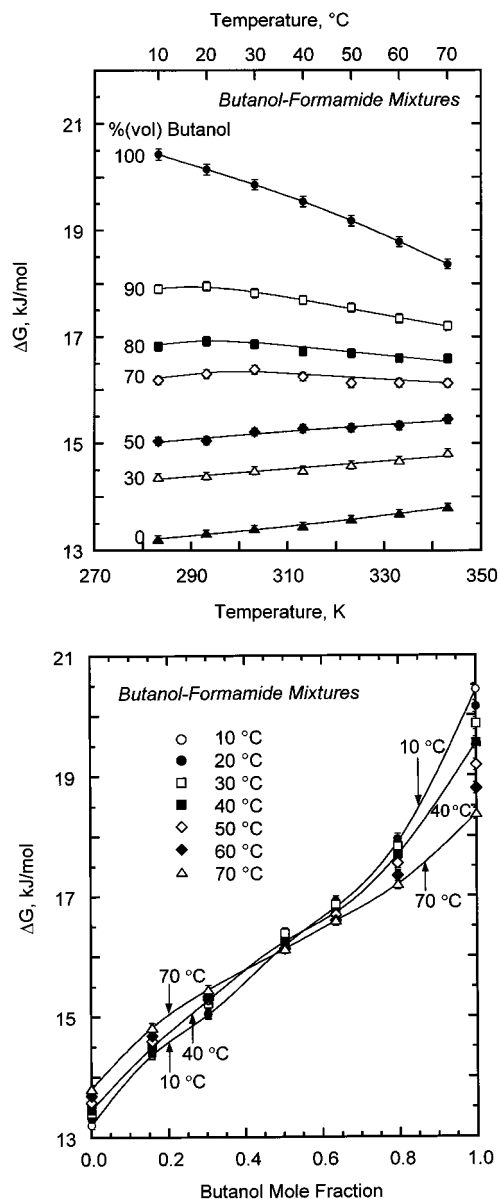 Temperature, °C
10 20 30 40 50 60 70
Butanol-Formamide Mixtures
%(vol) Butanol
21
100
19
90
ΔG, kJ/mol
17
80
70
50
15
30
0
13
270 290 310 330 350
Temperature, K
21
Butanol-Formamide Mixtures
10 °C
20 °C
30 °C
40 °C
50 °C
60 °C
70 °C
10 °C
19
40 °C
ΔG, kJ/mol
17
70 °C
70 °C
15
40 °C
10 °C
13
0.0 0.2 0.4 0.6 0.8 1.0
Butanol Mole Fraction